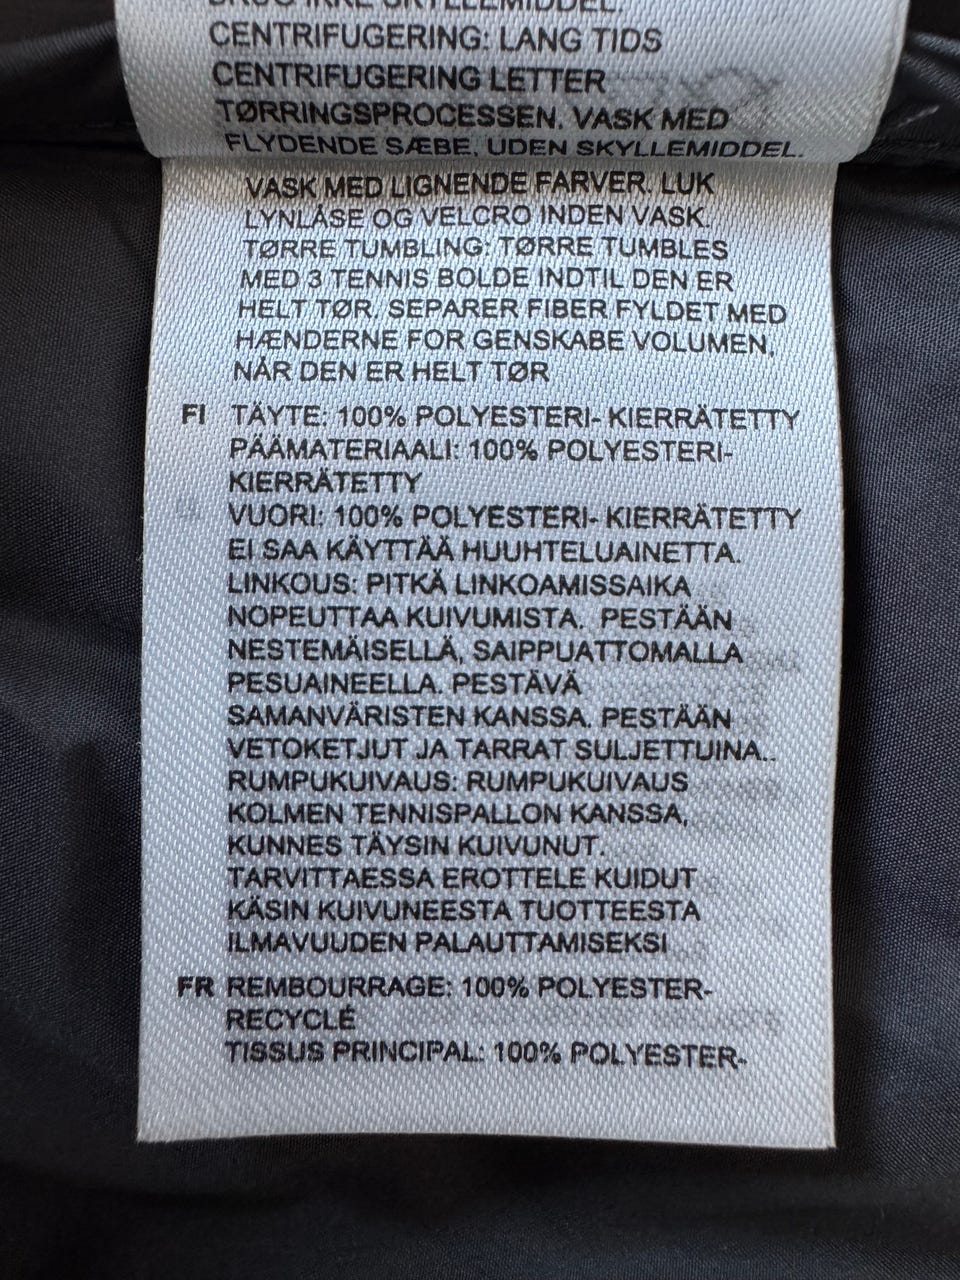 BRUG IKKE SKYLLEMIDDEL.
CENTRIFUGERING: LANG TIDS
CENTRIFUGERING LETTER
TØRRINGSPROCESSEN. VASK MED
FLYDENDE SÆBE, UDEN SKYLLEMIDDEL.
VASK MED LIGNENDE FARVER. LUK
LYNLÅSE OG VELCRO INDEN VASK.
TØRRE TUMBLING: TØRRE TUMBLES
MED 3 TENNIS BOLDE INDTIL DEN ER
HELT TØR. SEPARER FIBER FYLDET MED
HÆNDERNE FOR GENSKABE VOLUMEN,
NÅR DEN ER HELT TØR
FI TÄYTE: 100% POLYESTERI- KIERRÄTETTY
PÄÄMATERIAALI: 100% POLYESTERI-
KIERRÄTETTY
VUORI: 100% POLYESTERI- KIERRÄTETTY
EI SAA KÄYTTÄÄ HUUHTELUAINETTA.
LINKOUS: PITKÄ LINKOAMISSAIKA
NOPEUTTAA KUIVUMISTA. PESTÄÄN
NESTEMÄISELLÄ, SAIPPUATTOMALLA
PESUAINEELLA. PESTÄVÄ
SAMANVÄRISTEN KANSSA. PESTÄÄN
VETOKETJUT JA TARRAT SULJETTUINA..
RUMPUKUIVAUS: RUMPUKUIVAUS
KOLMEN TENNISPALLON KANSSA,
KUNNES TÄYSIN KUIVUNUT.
TARVITTAESSA EROTTELE KUIDUT
KÄSIN KUIVUNEESTA TUOTTEESTA
ILMAVUUDEN PALAUTTAMISEKSI
FR REMBOURRAGE: 100% POLYESTER-
RECYCLÉ
TISSUS PRINCIPAL: 100% POLYESTER-